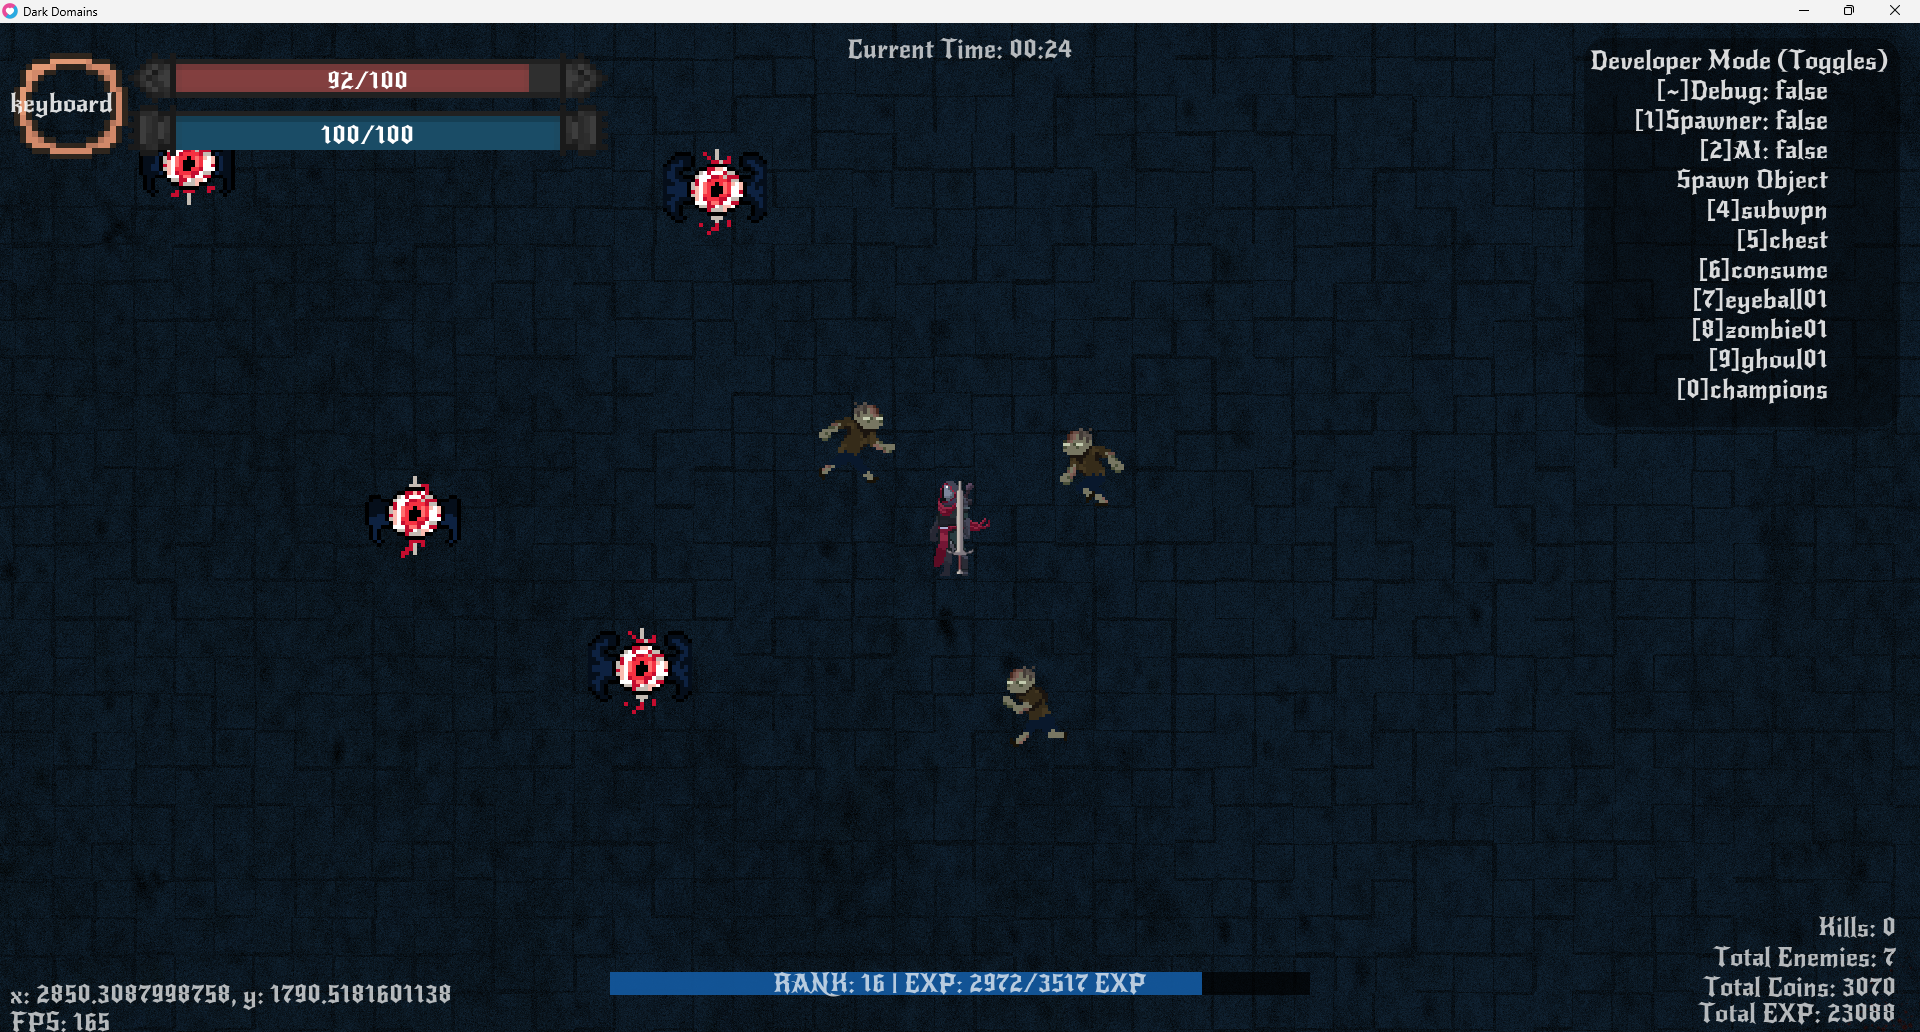 Dark Domains
Current Time: 00:24
92/100
keyboard
100/100
Developer Mode (Toggles)
[~]Debug: false
[1]Spawner: false
[2]AI: false
Spawn Object
[4]subwpn
[5]chest
[6]consume
[7]eyeball01
[8]zombie01
[9]ghoul01
[0]champions
Kills: 0
Total Enemies: 7
Total Coins: 3070
Total EXP: 23088
RANK: 16 | EXP: 2972/3517 EXP
x: 2850.3087998758, y: 1790.5181601138
FPS: 165